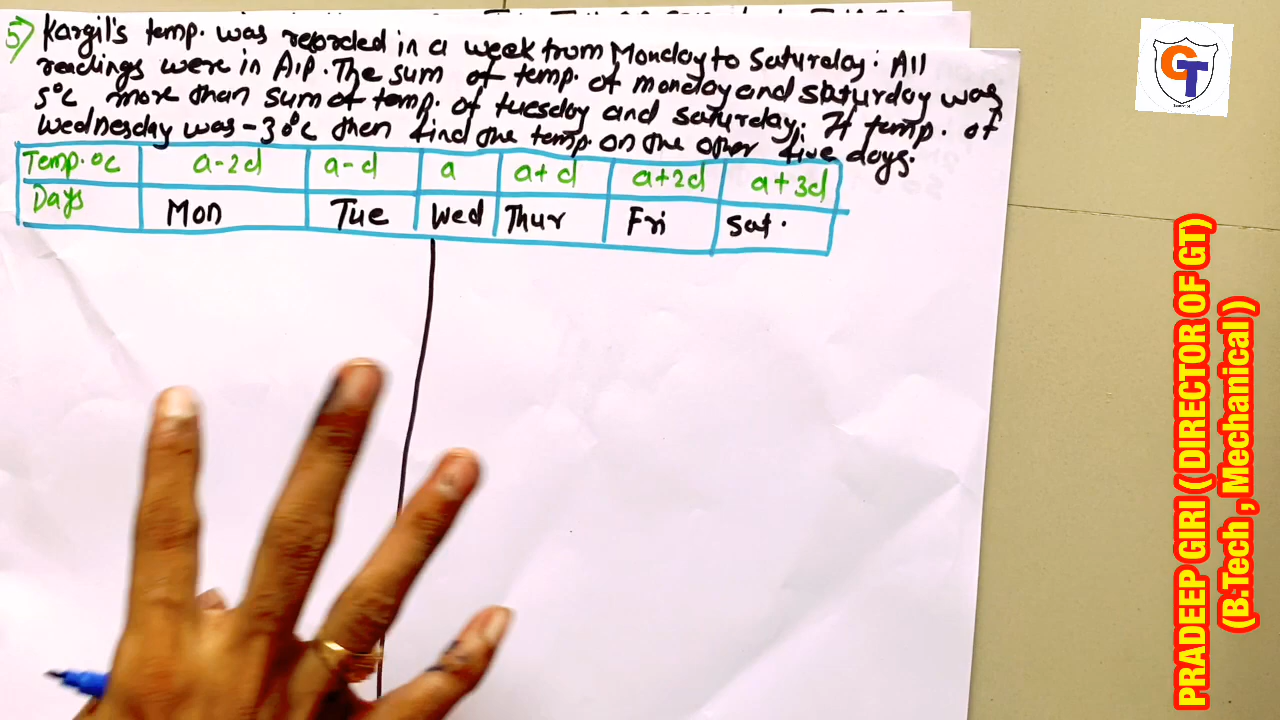 5) Kargil's temp. was recorded in a week from Monday to Saturday: All
readings were in A.P. The sum of temp. of monday and saturday was
5°C more than sum of temp. of tuesday and saturday. If temp. of
Wednesday was -30°C then find the temp. on the other five days.
Temp. °C a-2d a-d a a+d a+2d a+3d
Days Mon Tue Wed Thur Fri Sat.
GT
PRADEEP GIRI (( DIRECTOR OF GT)
(B.Tech , Mechanical )